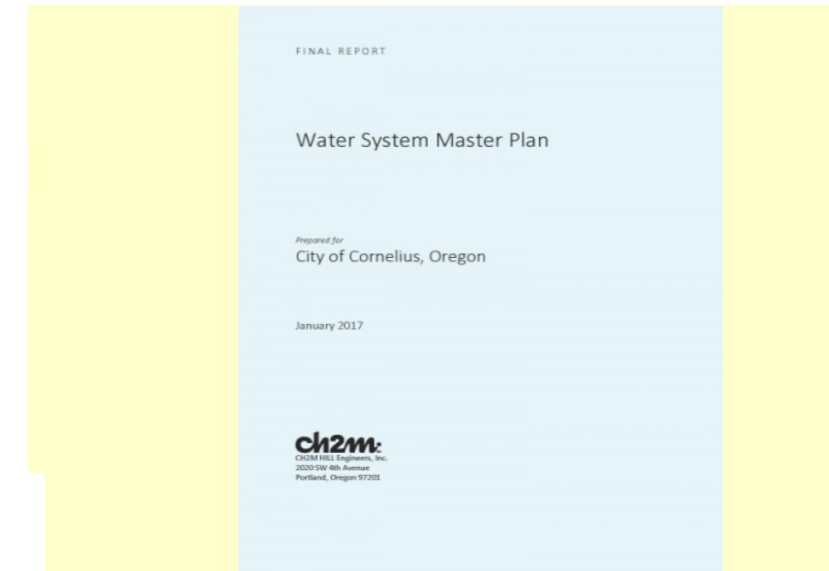 FINAL REPORT
Water System Master Plan
Prepared for
City of Cornelius, Oregon
January 2017
ch2m:
CH2M HILL Engineers, Inc.
2020 SW 4th Avenue
Portland, Oregon 97201